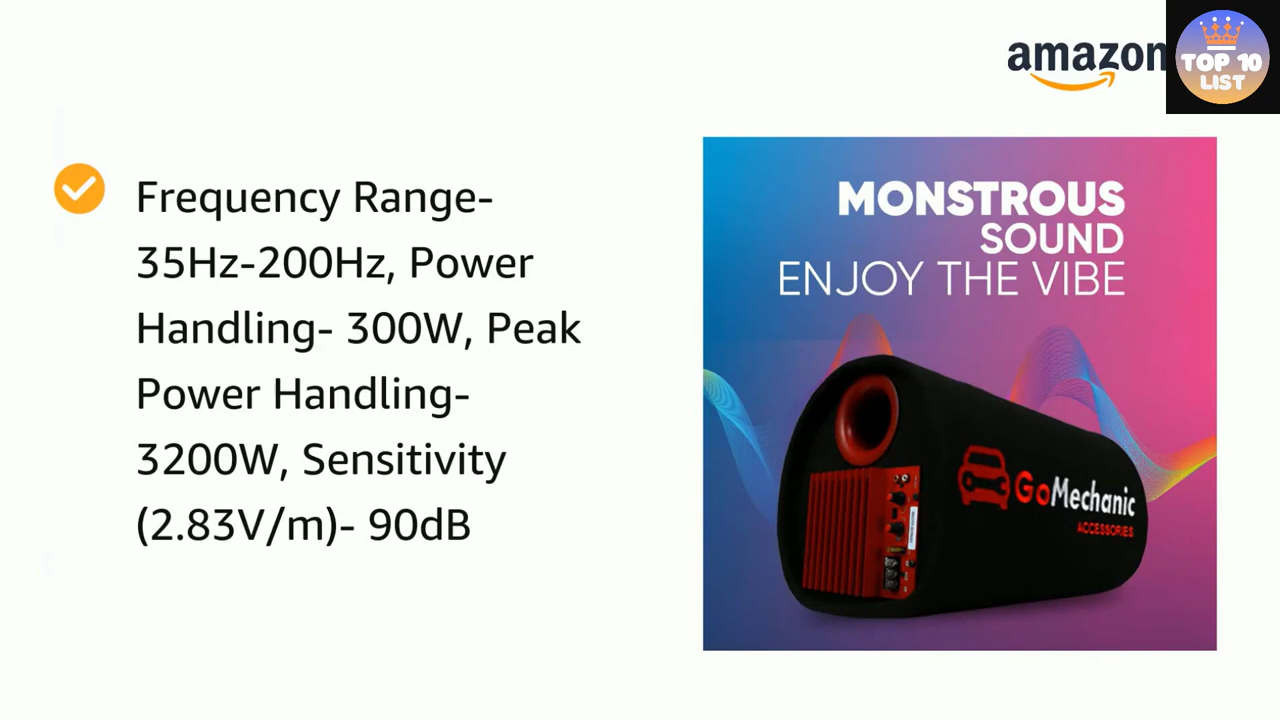 amazon
TOP 10
LIST
Frequency Range-
35Hz-200Hz, Power
Handling- 300W, Peak
Power Handling-
3200W, Sensitivity
(2.83V/m)- 90dB
MONSTROUS
SOUND
ENJOY THE VIBE
GoMechanic
ACCESSORIES